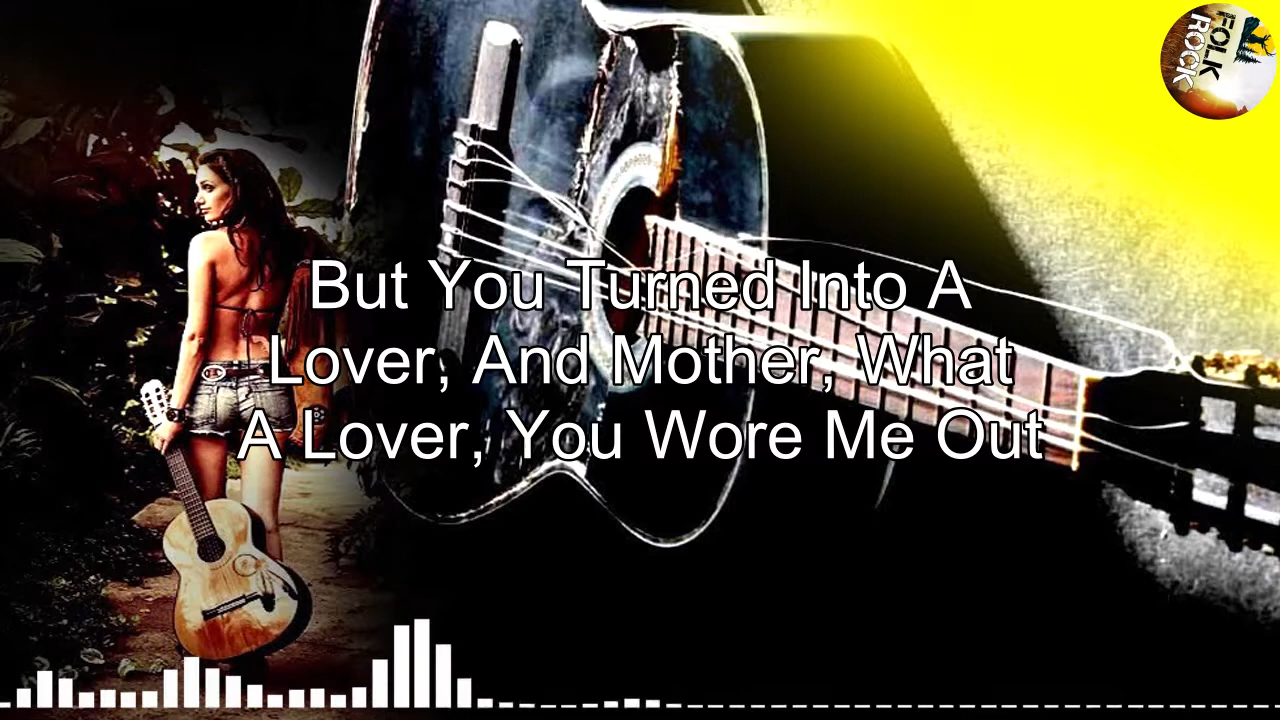 FOLK
ROCK
But You Turned Into A
Lover, And Mother, What
A Lover, You Wore Me Out